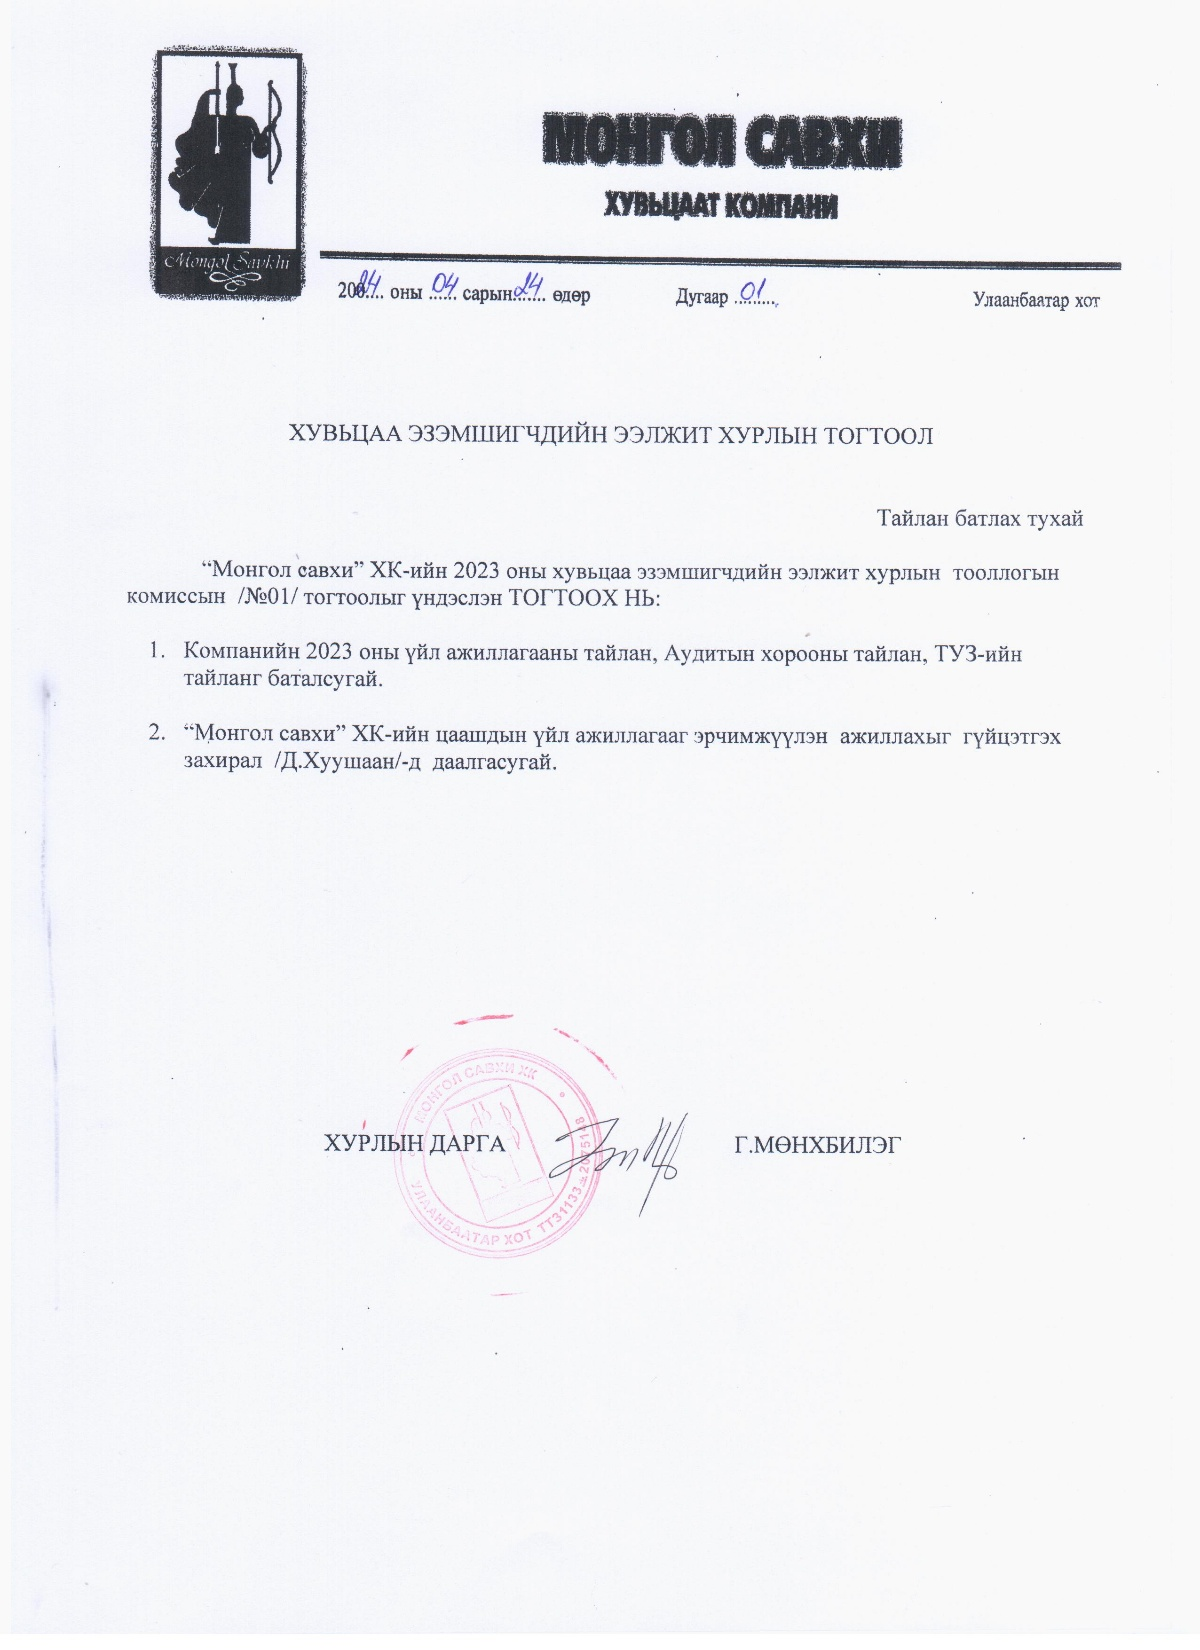 МОНГОЛ САВХИ
ХУВЬЦААТ КОМПАНИ
Mongol Savkhi
2024 оны 04 сарын 24 өдөр Дугаар 01 Улаанбаатар хот
ХУВЬЦАА ЭЗЭМШИГЧДИЙН ЭЭЛЖИТ ХУРЛЫН ТОГТООЛ
Тайлан батлах тухай
“Монгол савхи” ХК-ийн 2023 оны хувьцаа эзэмшигчдийн ээлжит хурлын тооллогын
комиссын /№01/ тогтоолыг үндэслэн ТОГТООХ НЬ:
1. Компанийн 2023 оны үйл ажиллагааны тайлан, Аудитын хорооны тайлан, ТУЗ-ийн
тайланг баталсугай.
2. “Монгол савхи” ХК-ийн цаашдын үйл ажиллагааг эрчимжүүлэн ажиллахыг гүйцэтгэх
захирал /Д.Хуушаан/-д даалгасугай.
МОНГОЛ САВХИ ХК
ХУРЛЫН ДАРГА Г.МӨНХБИЛЭГ
УЛААНБААТАР ХОТ ТТ31133 2075148